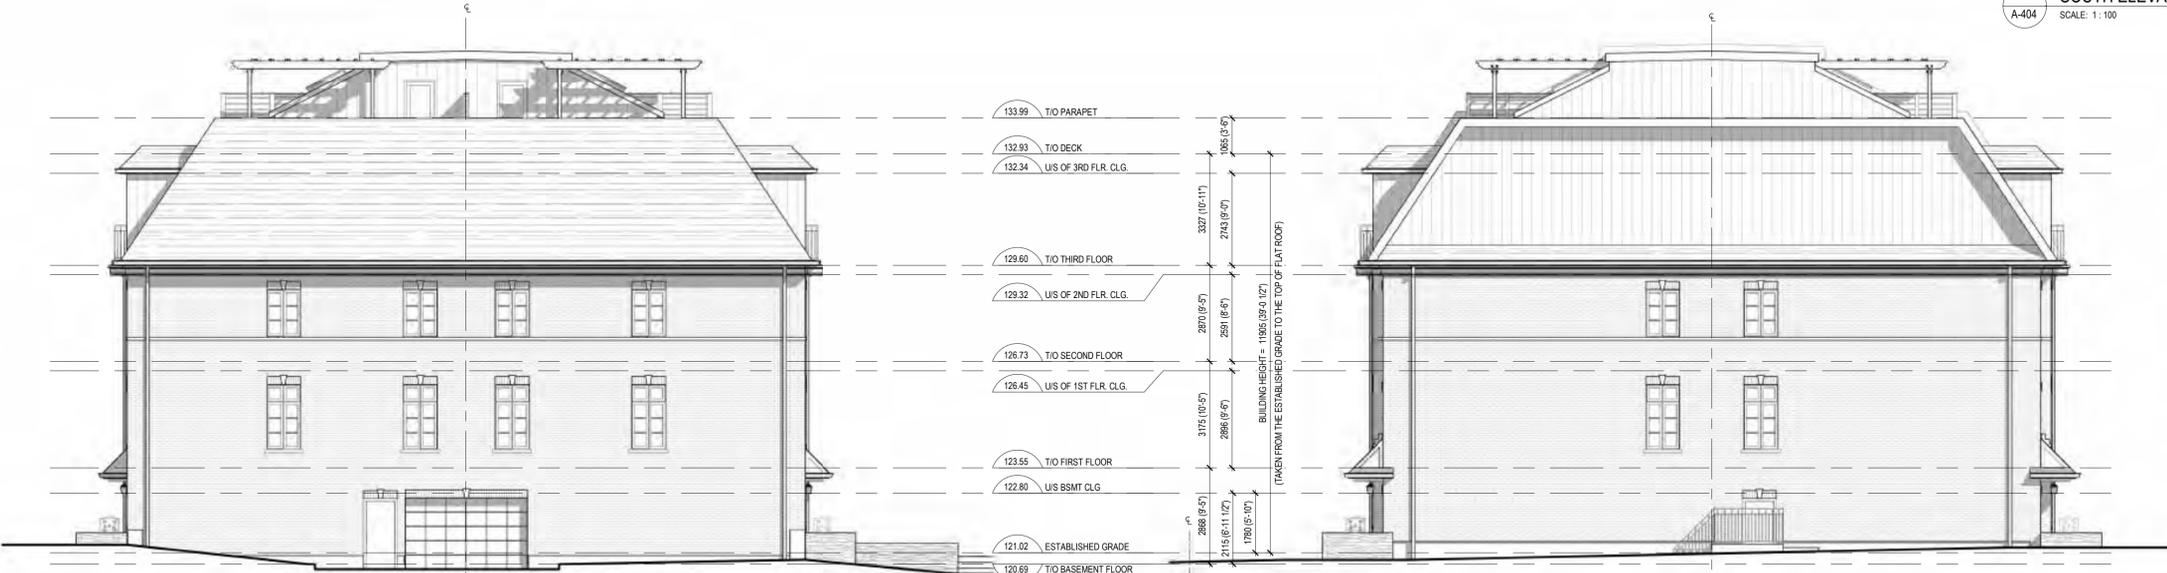 ℄
℄
A-404
SCALE: 1 : 100
133.99 T/O PARAPET
132.93 T/O DECK
132.34 U/S OF 3RD FLR. CLG.
129.60 T/O THIRD FLOOR
129.32 U/S OF 2ND FLR. CLG.
126.73 T/O SECOND FLOOR
126.45 U/S OF 1ST FLR. CLG.
123.55 T/O FIRST FLOOR
122.80 U/S BSMT CLG
121.02 ESTABLISHED GRADE
120.69 T/O BASEMENT FLOOR
1065 (3'-6")
3327 (10'-11")
2743 (9'-0")
2870 (9'-5")
2591 (8'-6")
3175 (10'-5")
2896 (9'-6")
2868 (9'-5")
2115 (6'-11 1/2")
1780 (5'-10")
BUILDING HEIGHT = 11905 (39'-0 1/2")
(TAKEN FROM THE ESTABLISHED GRADE TO THE TOP OF FLAT ROOF)
℄